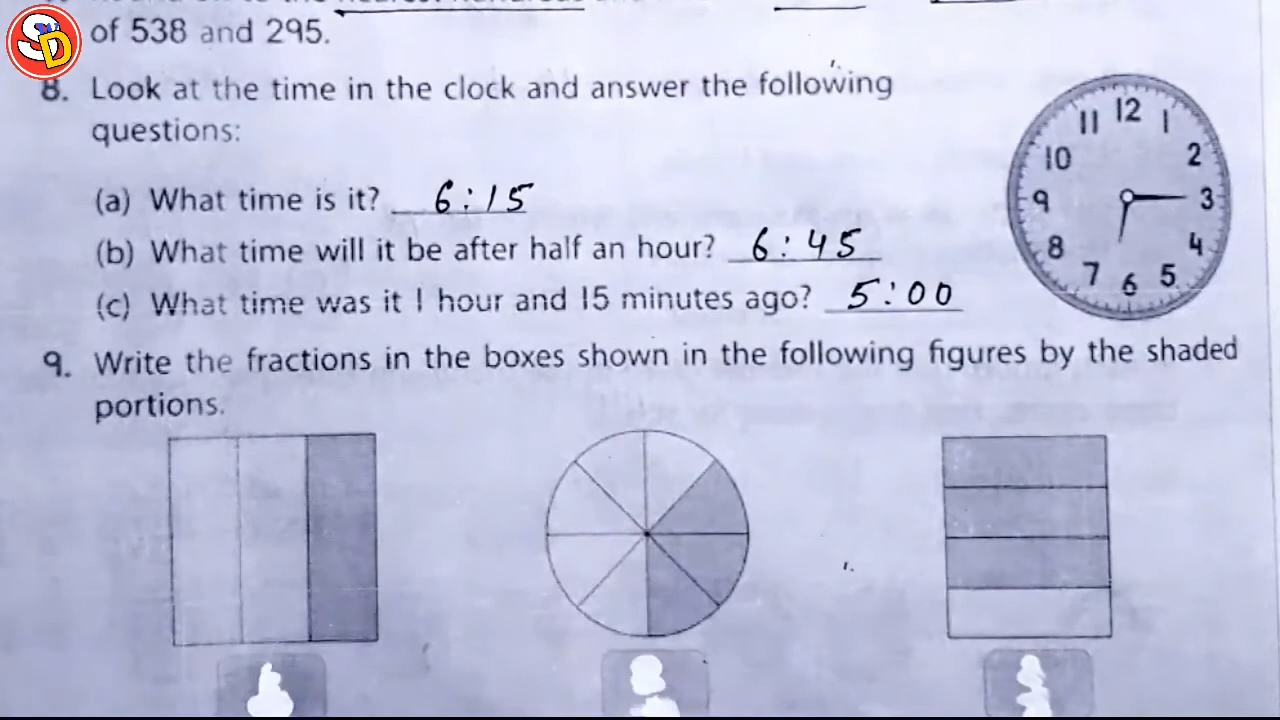 SD
of 538 and 295.
8. Look at the time in the clock and answer the following
questions:
(a) What time is it? 6:15
(b) What time will it be after half an hour? 6:45
(c) What time was it 1 hour and 15 minutes ago? 5:00
12
11 1
10 2
9 3
8 4
7 6 5
9. Write the fractions in the boxes shown in the following figures by the shaded
portions.